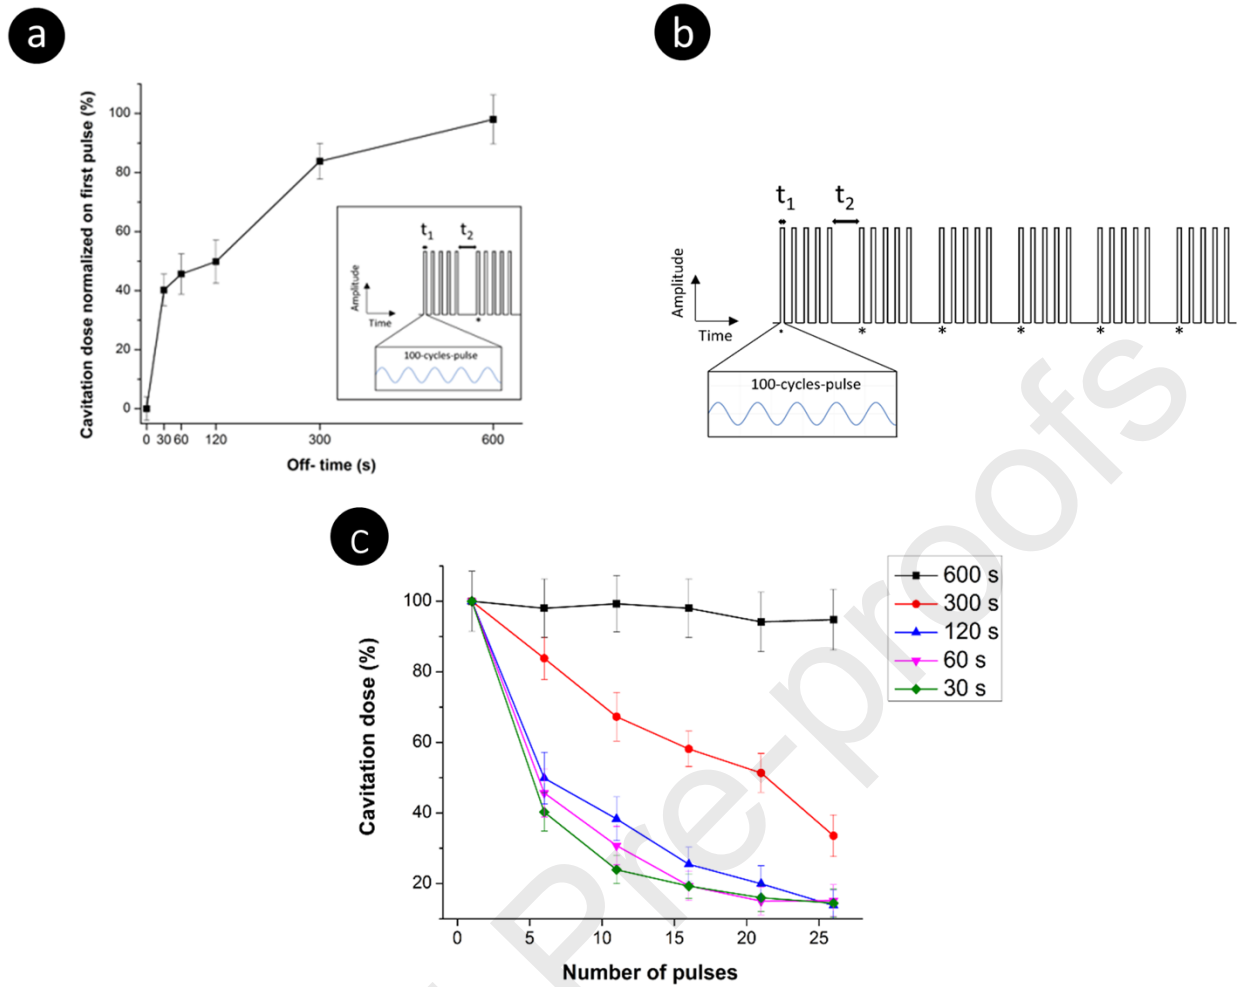 a
Cavitation dose normalized on first pulse (%)
100
80
60
40
20
0
0 30 60 120 300 600
Off- time (s)
t1 t2
Amplitude
Time
*
100-cycles-pulse
b
t1 t2
Amplitude
Time
* * * * * *
100-cycles-pulse
c
Cavitation dose (%)
100
80
60
40
20
0 5 10 15 20 25
Number of pulses
600 s
300 s
120 s
60 s
30 s
Pre-proofs